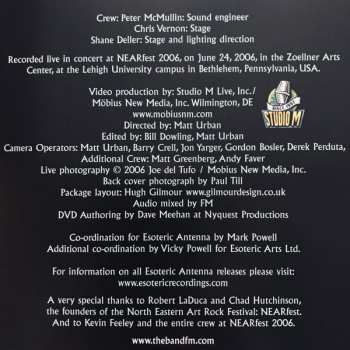 Crew: Peter McMullin: Sound engineer
Chris Vernon: Stage
Shane Deller: Stage and lighting direction
Recorded live in concert at NEARfest 2006, on June 24, 2006, in the Zoellner Arts
Center, at the Lehigh University campus in Bethlehem, Pennsylvania, USA.
Video production by: Studio M Live, Inc./
Möbius New Media, Inc. Wilmington, DE
www.mobiusnm.com
STUDIO M
Directed by: Matt Urban
Edited by: Bill Dowling, Matt Urban
Camera Operators: Matt Urban, Barry Crell, Jon Yarger, Gordon Bosler, Derek Perduta,
Additional Crew: Matt Greenberg, Andy Faver
Live photography © 2006 Joe del Tufo / Mobius New Media, Inc.
Back cover photograph by Paul Till
Package layout: Hugh Gilmour www.gilmourdesign.co.uk
Audio mixed by FM
DVD Authoring by Dave Meehan at Nyquest Productions
Co-ordination for Esoteric Antenna by Mark Powell
Additional co-ordination by Vicky Powell for Esoteric Arts Ltd.
For information on all Esoteric Antenna releases please visit:
www.esotericrecordings.com
A very special thanks to Robert LaDuca and Chad Hutchinson,
the founders of the North Eastern Art Rock Festival: NEARfest.
And to Kevin Feeley and the entire crew at NEARfest 2006.
www.thebandfm.com